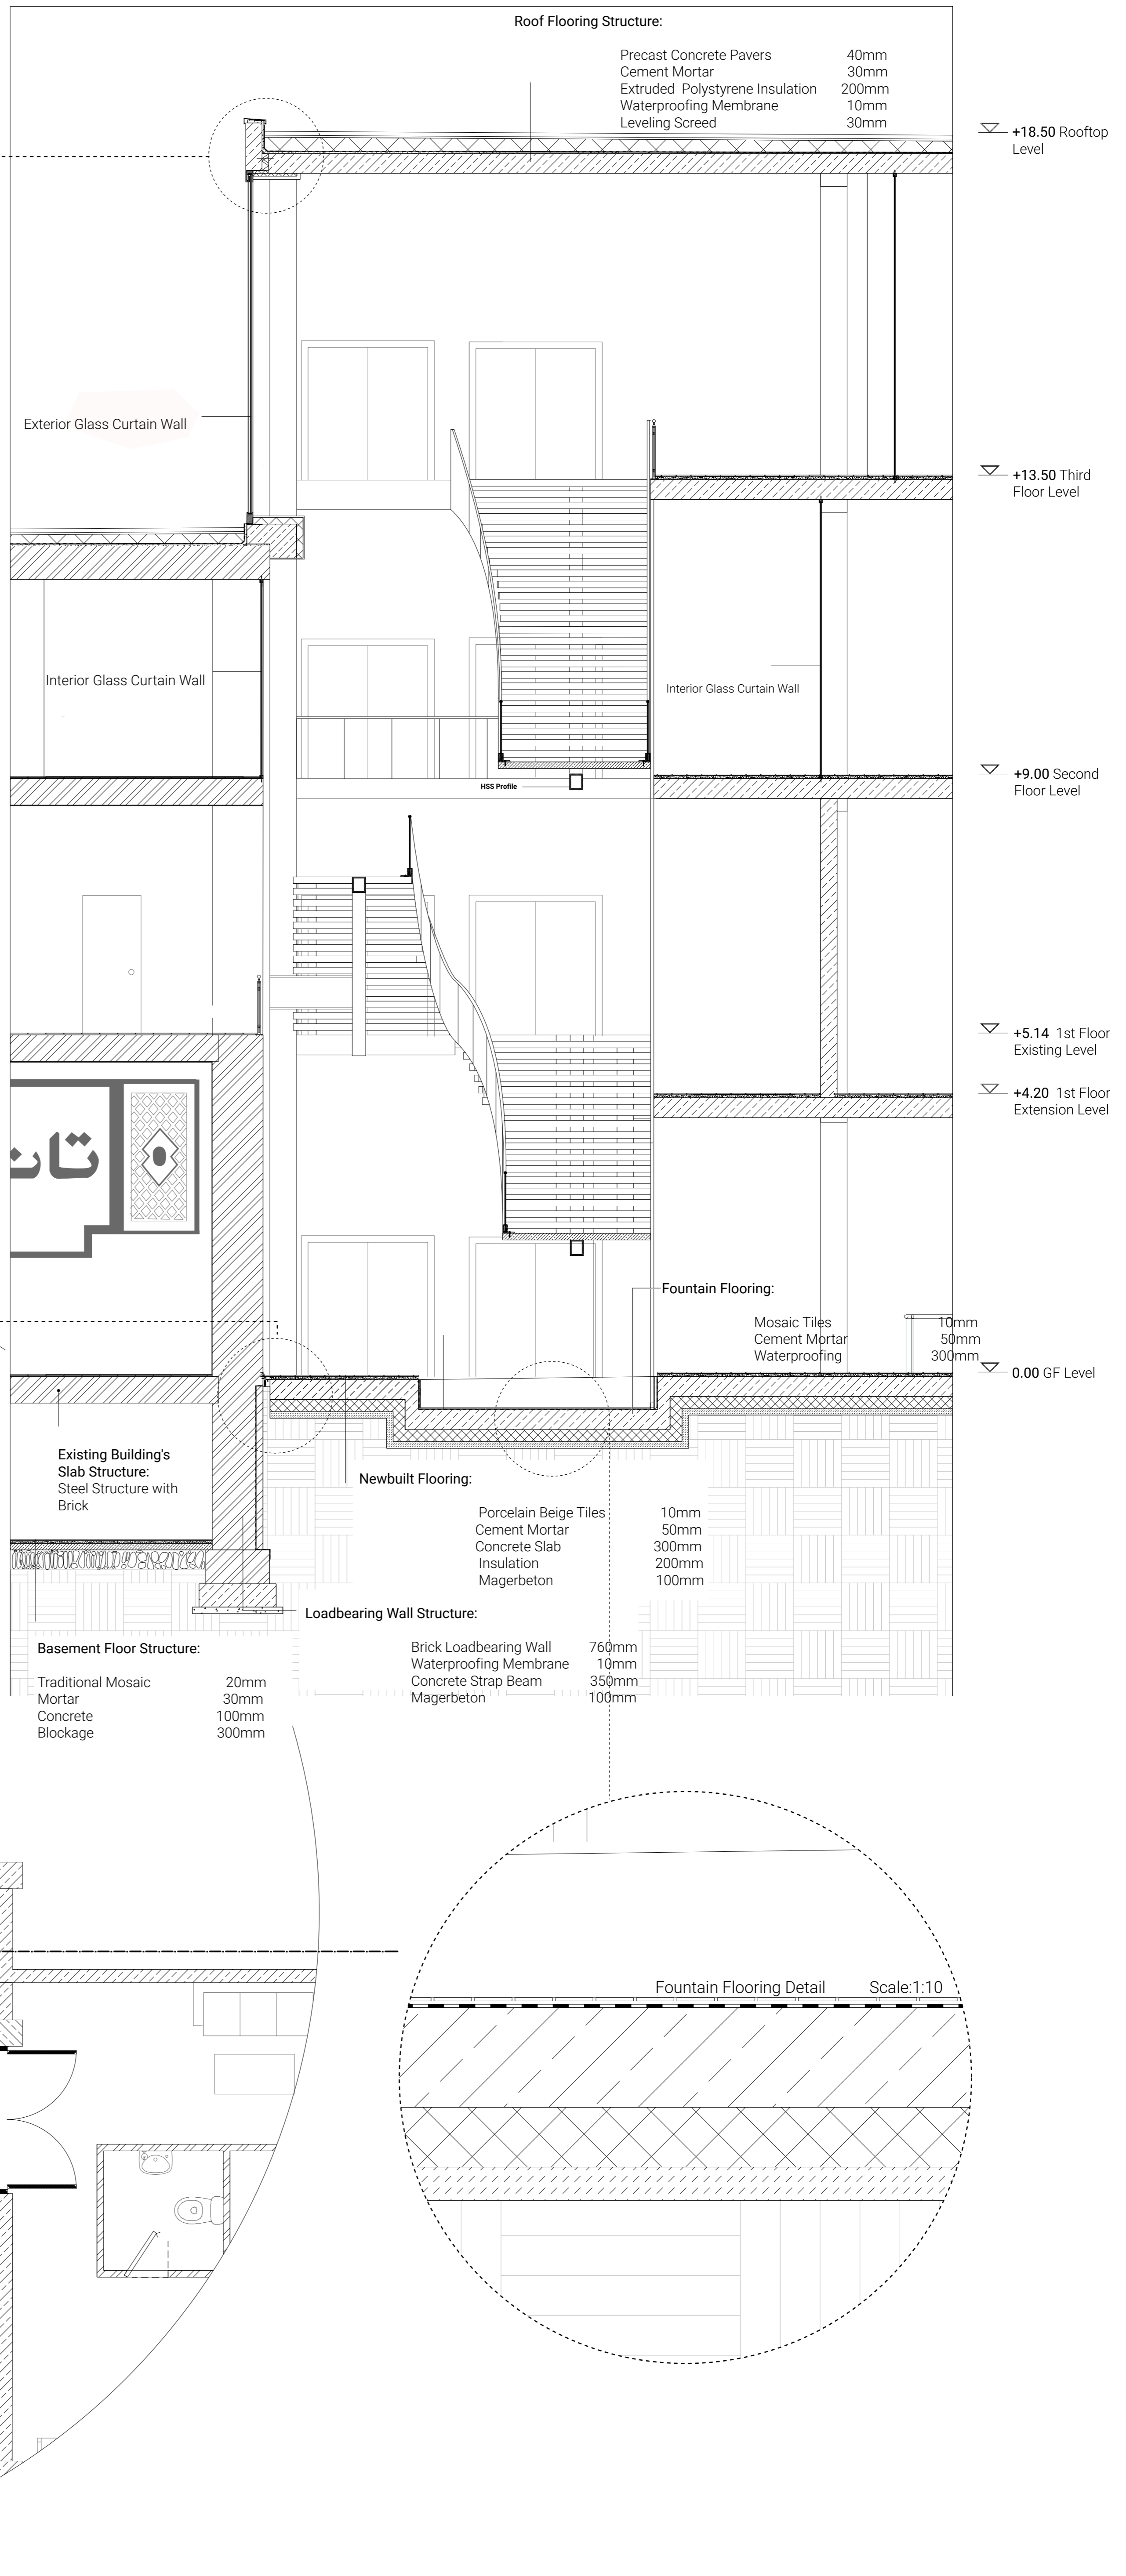 Roof Flooring Structure:
Precast Concrete Pavers 40mm
Cement Mortar 30mm
Extruded Polystyrene Insulation 200mm
Waterproofing Membrane 10mm
Leveling Screed 30mm
+18.50 Rooftop
Level
Exterior Glass Curtain Wall
+13.50 Third
Floor Level
Interior Glass Curtain Wall
Interior Glass Curtain Wall
+9.00 Second
Floor Level
HSS Profile
+5.14 1st Floor
Existing Level
+4.20 1st Floor
Extension Level
Fountain Flooring:
Mosaic Tiles 10mm
Cement Mortar 50mm
Waterproofing 300mm
0.00 GF Level
Existing Building's
Slab Structure:
Steel Structure with
Brick
Newbuilt Flooring:
Porcelain Beige Tiles 10mm
Cement Mortar 50mm
Concrete Slab 300mm
Insulation 200mm
Magerbeton 100mm
Loadbearing Wall Structure:
Brick Loadbearing Wall 760mm
Waterproofing Membrane 10mm
Concrete Strap Beam 350mm
Magerbeton 100mm
Basement Floor Structure:
Traditional Mosaic 20mm
Mortar 30mm
Concrete 100mm
Blockage 300mm
Fountain Flooring Detail Scale:1:10